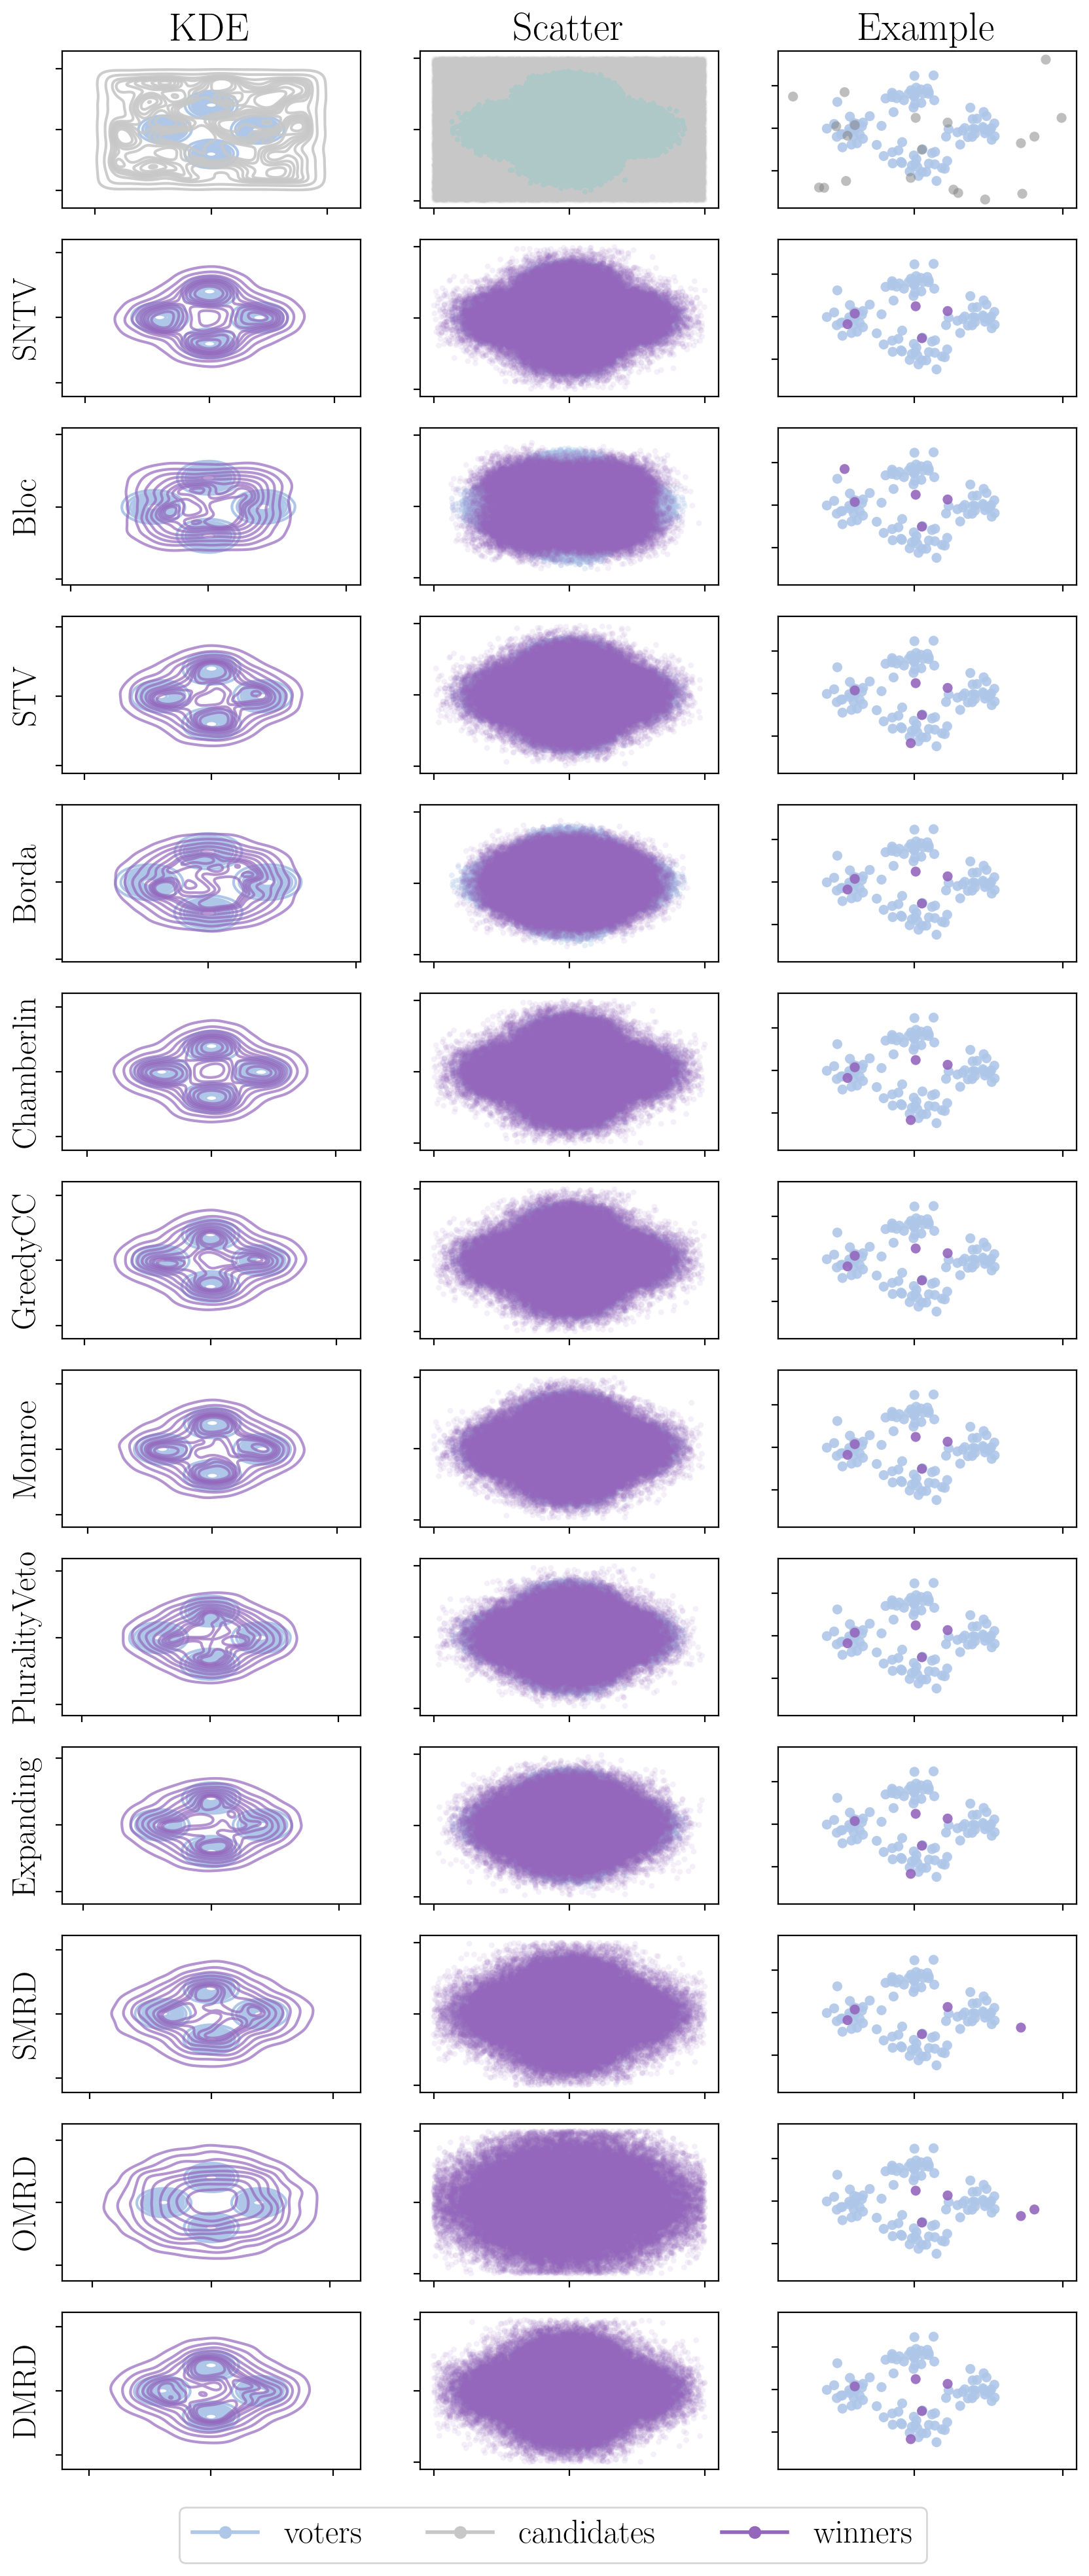 KDE Scatter Example
SNTV
Bloc
STV
Borda
Chamberlin
GreedyCC
Monroe
PluralityVeto
Expanding
SMRD
OMRD
DMRD
voters candidates winners